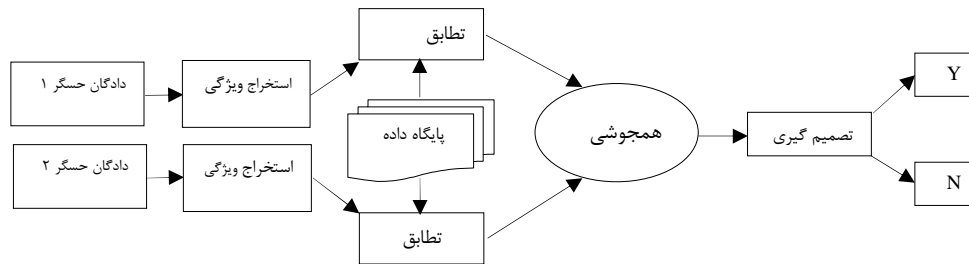 دادگان حسگر ۱
استخراج ویژگی
تطابق
دادگان حسگر ۲
استخراج ویژگی
تطابق
پایگاه داده
همجوشی
تصمیم گیری
Y
N